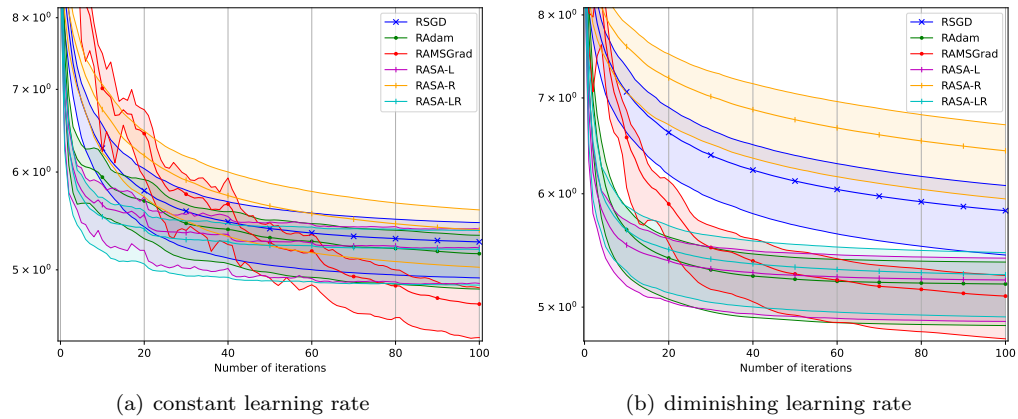 8 × 10⁰
7 × 10⁰
6 × 10⁰
5 × 10⁰
0 20 40 60 80 100
Number of iterations
RSGD
RAdam
RAMSGrad
RASA-L
RASA-R
RASA-LR
(a) constant learning rate
8 × 10⁰
7 × 10⁰
6 × 10⁰
5 × 10⁰
0 20 40 60 80 100
Number of iterations
RSGD
RAdam
RAMSGrad
RASA-L
RASA-R
RASA-LR
(b) diminishing learning rate